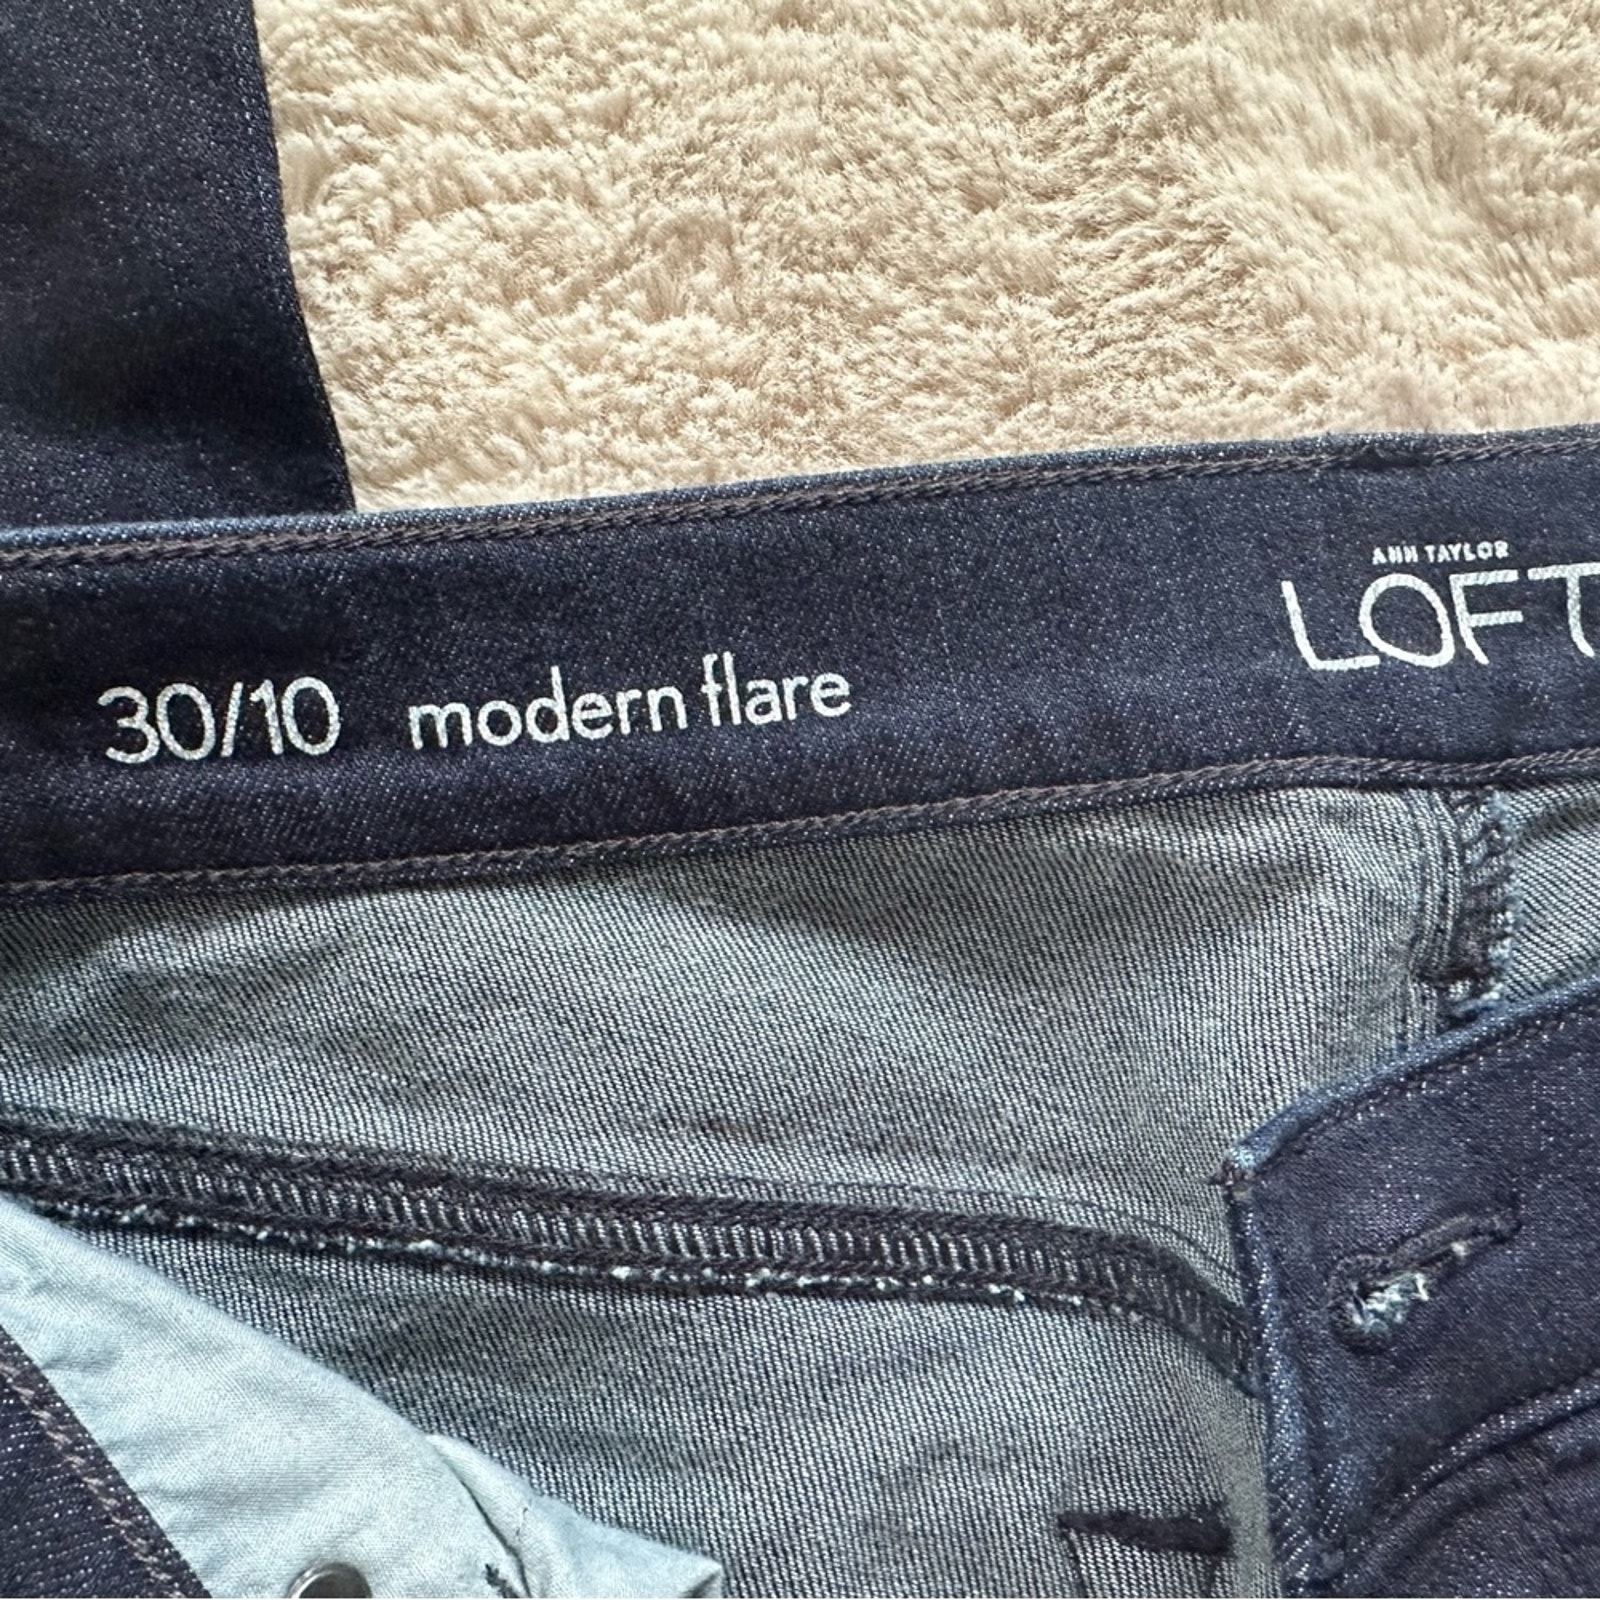 ANN TAYLOR
LOFT
30/10 modern flare